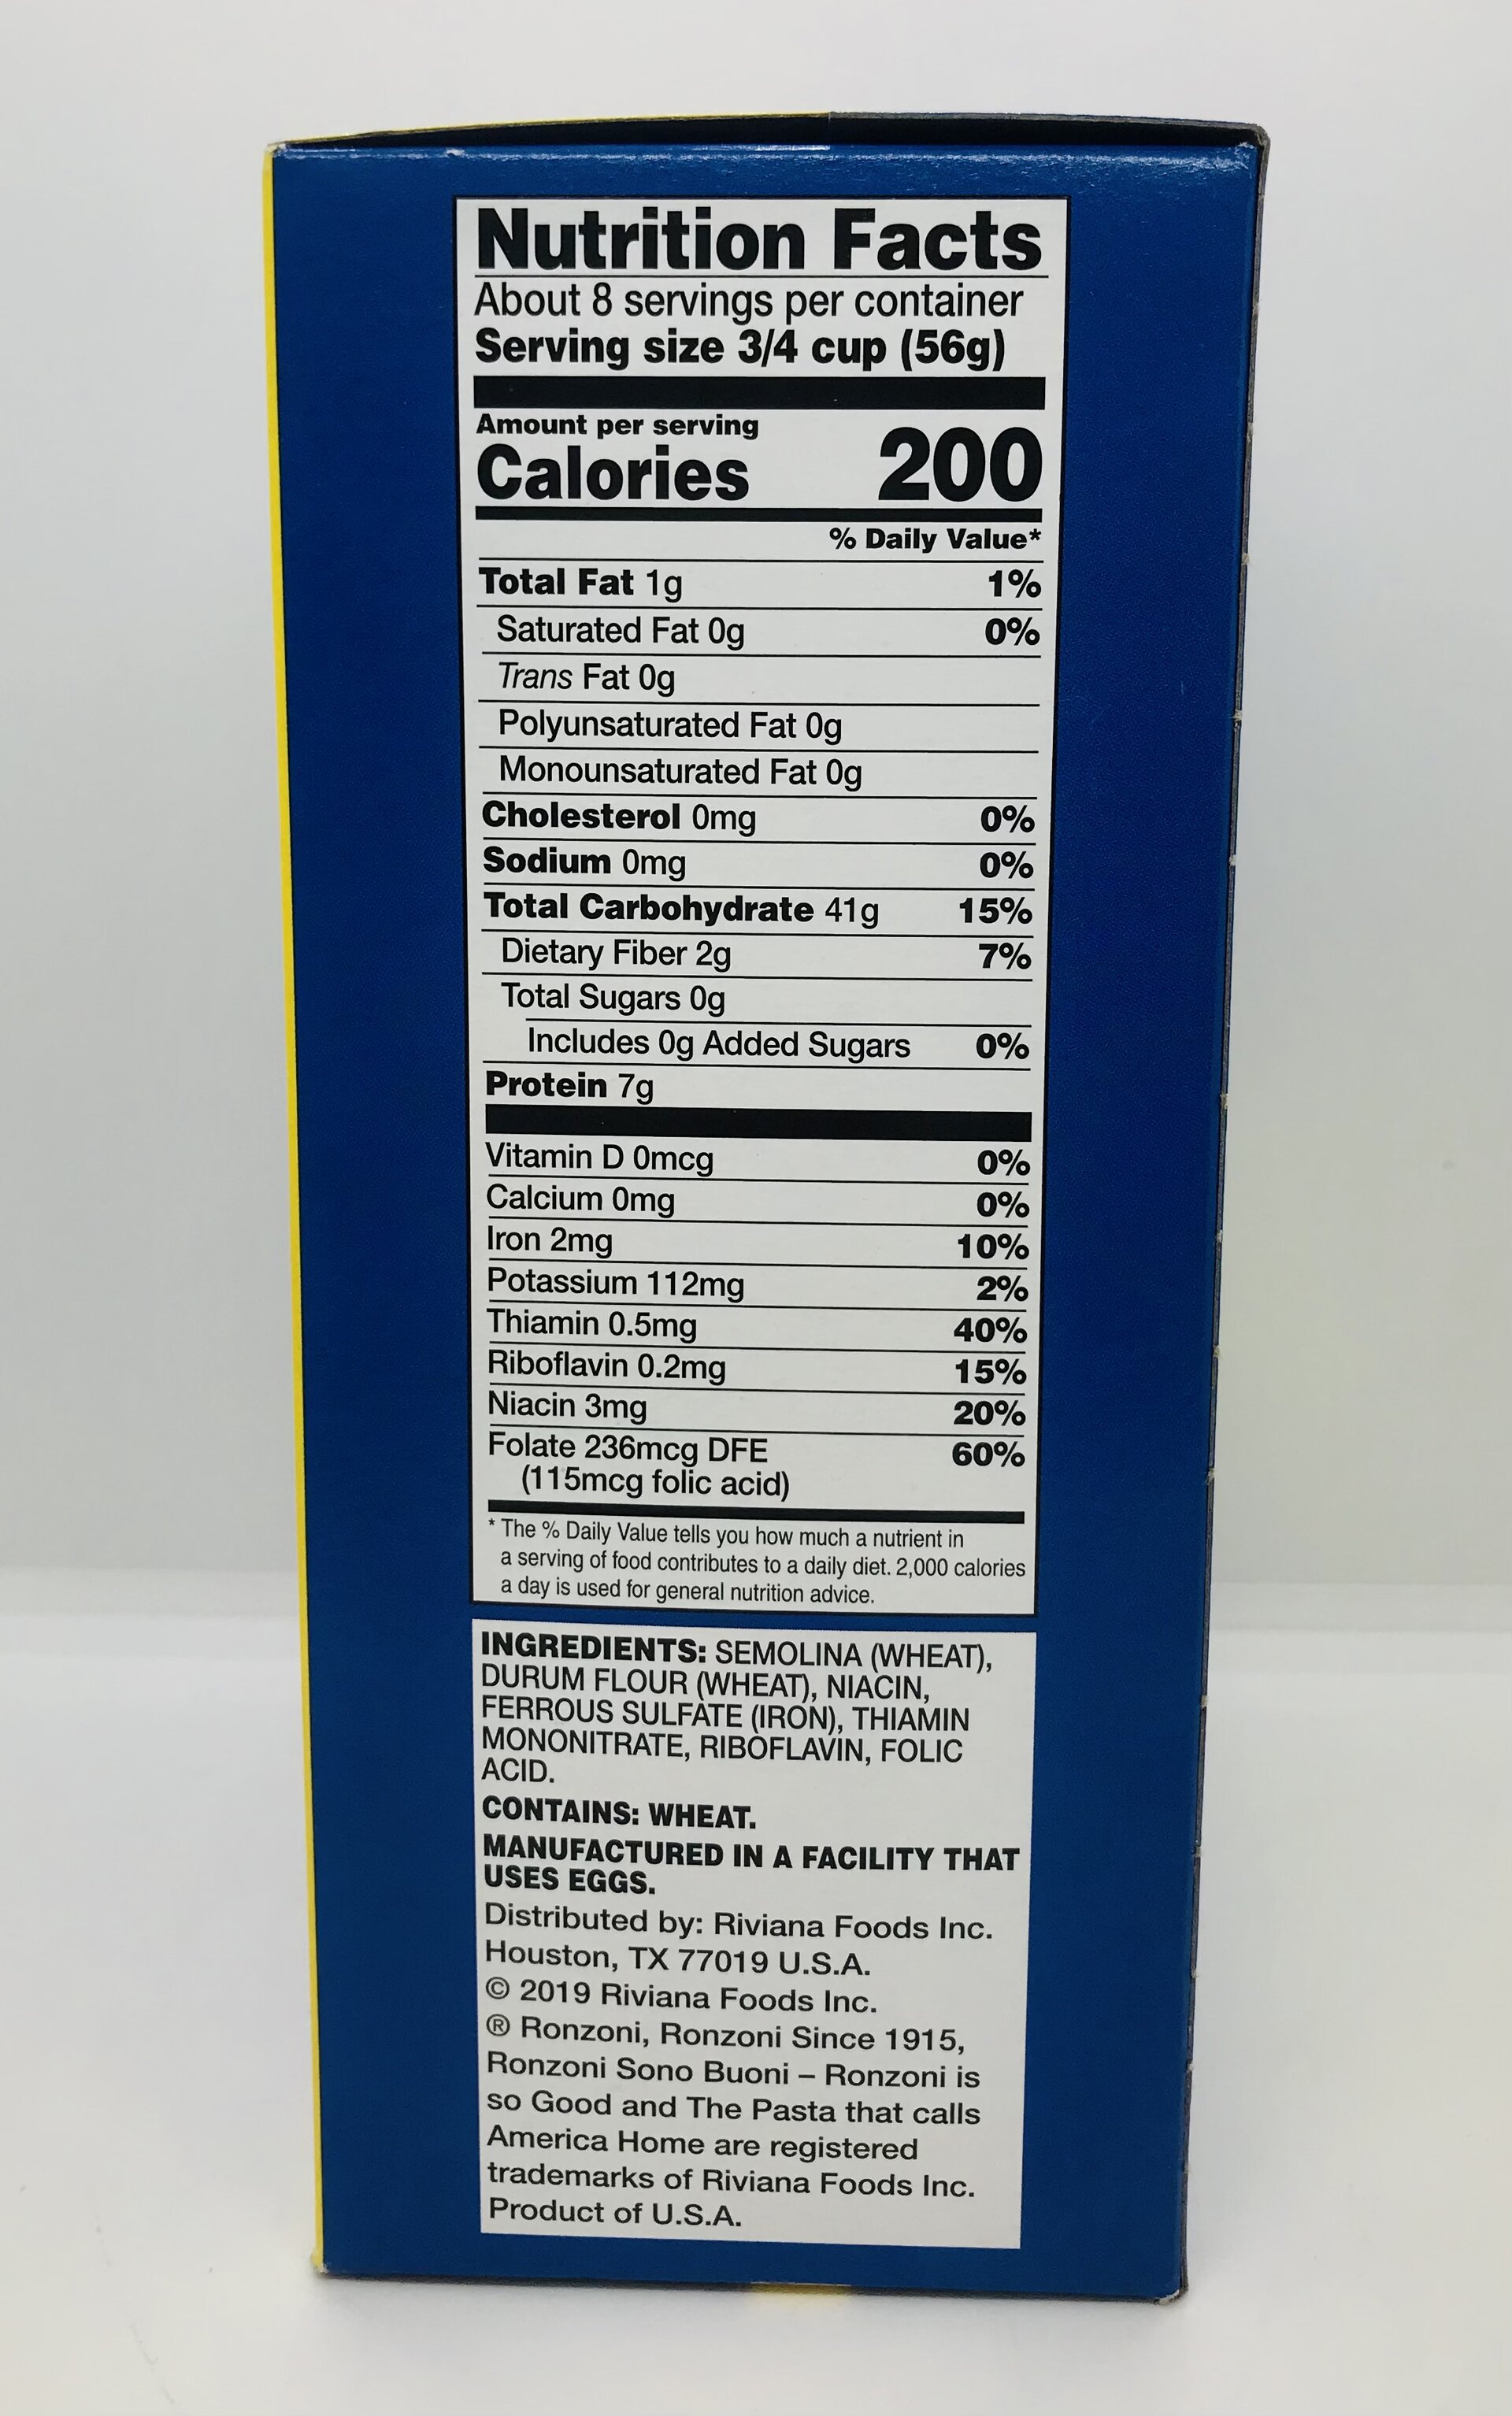 Nutrition Facts
About 8 servings per container
Serving size 3/4 cup (56g)
Amount per serving
Calories 200
% Daily Value*
Total Fat 1g 1%
Saturated Fat 0g 0%
Trans Fat 0g
Polyunsaturated Fat 0g
Monounsaturated Fat 0g
Cholesterol 0mg 0%
Sodium 0mg 0%
Total Carbohydrate 41g 15%
Dietary Fiber 2g 7%
Total Sugars 0g
Includes 0g Added Sugars 0%
Protein 7g
Vitamin D 0mcg 0%
Calcium 0mg 0%
Iron 2mg 10%
Potassium 112mg 2%
Thiamin 0.5mg 40%
Riboflavin 0.2mg 15%
Niacin 3mg 20%
Folate 236mcg DFE 60%
(115mcg folic acid)
* The % Daily Value tells you how much a nutrient in
a serving of food contributes to a daily diet. 2,000 calories
a day is used for general nutrition advice.
INGREDIENTS: SEMOLINA (WHEAT),
DURUM FLOUR (WHEAT), NIACIN,
FERROUS SULFATE (IRON), THIAMIN
MONONITRATE, RIBOFLAVIN, FOLIC
ACID.
CONTAINS: WHEAT.
MANUFACTURED IN A FACILITY THAT
USES EGGS.
Distributed by: Riviana Foods Inc.
Houston, TX 77019 U.S.A.
© 2019 Riviana Foods Inc.
® Ronzoni, Ronzoni Since 1915,
Ronzoni Sono Buoni – Ronzoni is
so Good and The Pasta that calls
America Home are registered
trademarks of Riviana Foods Inc.
Product of U.S.A.